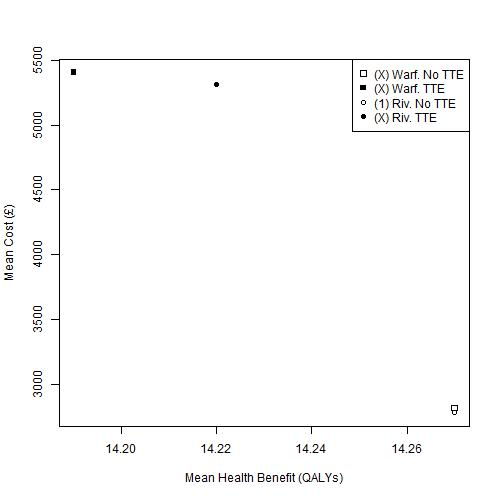 (X) Warf. No TTE
(X) Warf. TTE
(1) Riv. No TTE
(X) Riv. TTE
5500
5000
4500
4000
3500
3000
Mean Cost (£)
14.20 14.22 14.24 14.26
Mean Health Benefit (QALYs)